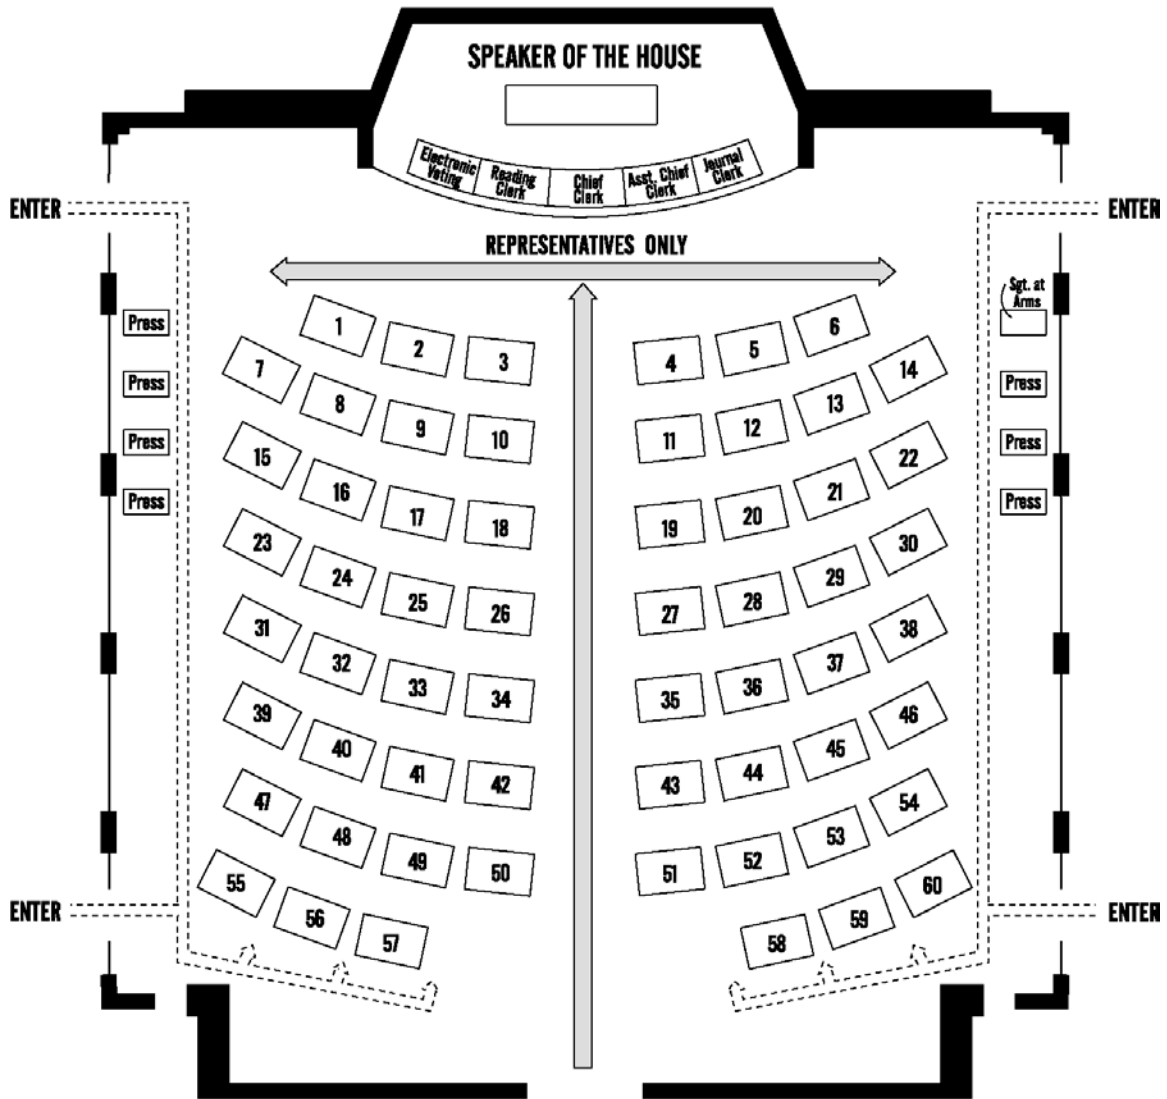 SPEAKER OF THE HOUSE
Electronic
Voting
Reading
Clerk
Chief
Clerk
Asst. Chief
Clerk
Journal
Clerk
ENTER
ENTER
REPRESENTATIVES ONLY
Sgt. at
Arms
Press
1
2
3
4
5
6
7
8
9
10
11
12
13
14
Press
Press
15
16
17
18
19
20
21
22
Press
Press
23
24
25
26
27
28
29
30
Press
Press
31
32
33
34
35
36
37
38
39
40
41
42
43
44
45
46
47
48
49
50
51
52
53
54
55
56
57
58
59
60
ENTER
ENTER